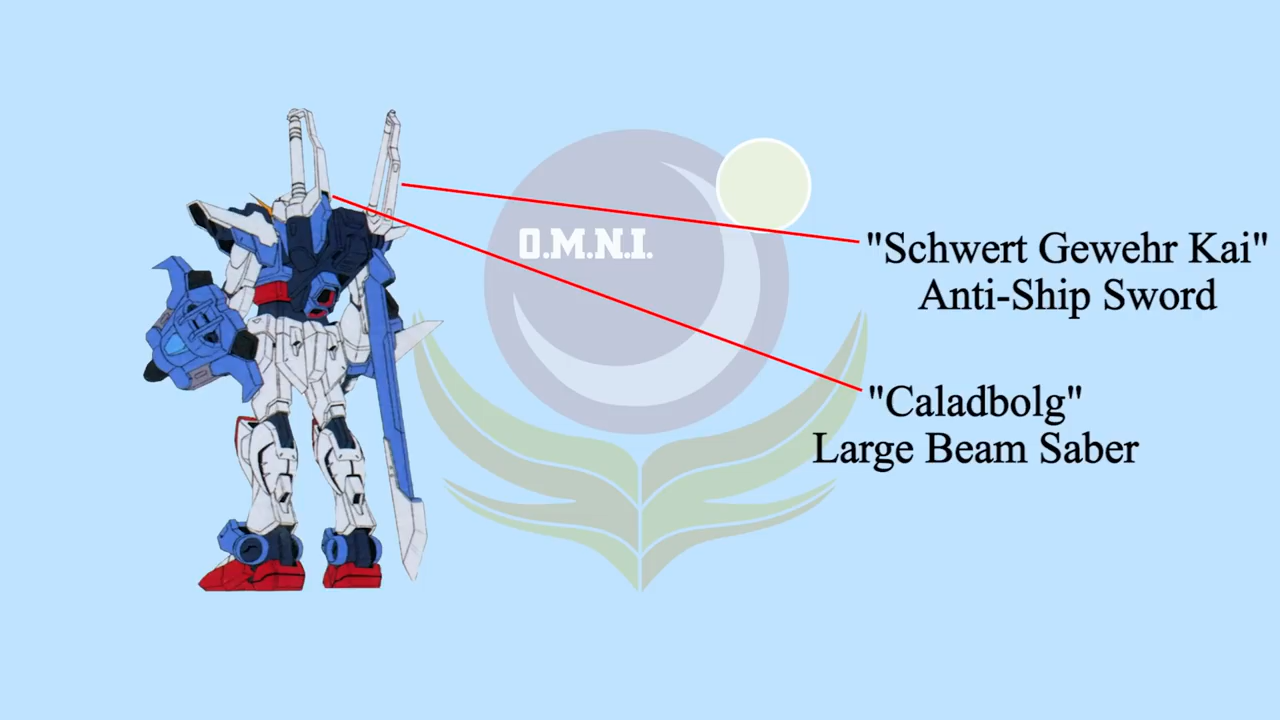 O.M.N.I.
"Schwert Gewehr Kai"
Anti-Ship Sword
"Caladbolg"
Large Beam Saber